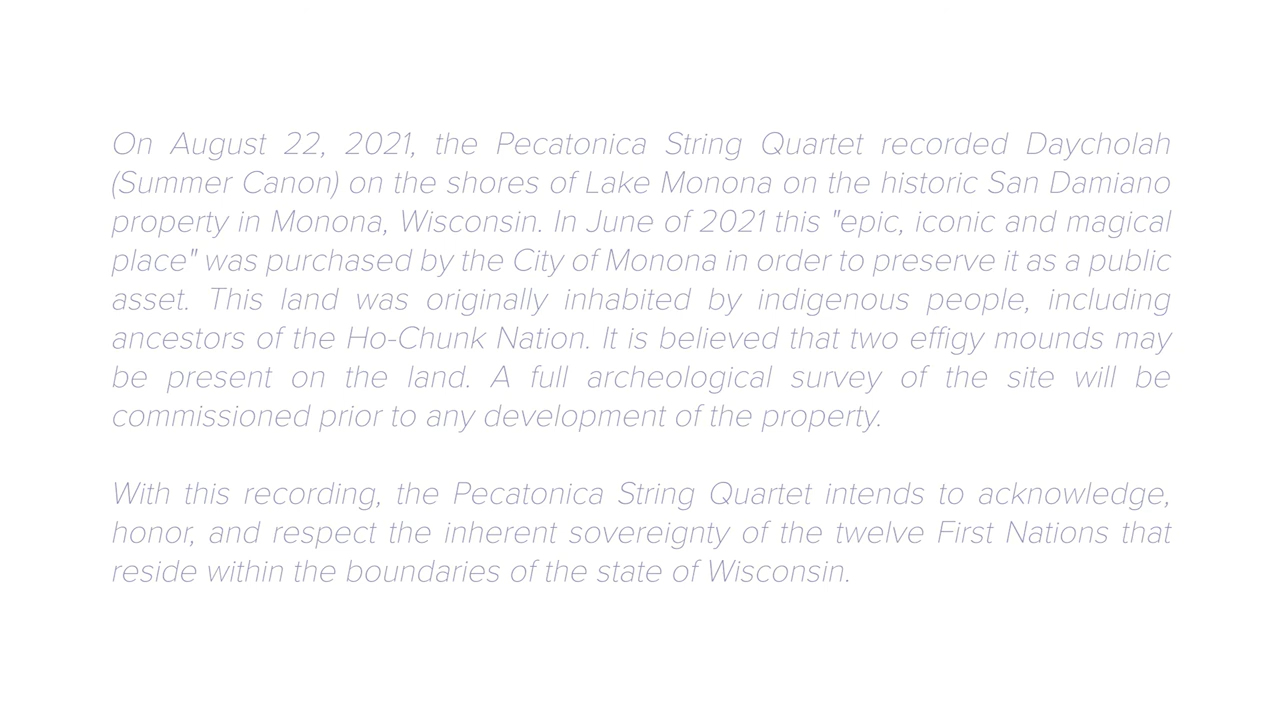 On August 22, 2021, the Pecatonica String Quartet recorded Daycholah
(Summer Canon) on the shores of Lake Monona on the historic San Damiano
property in Monona, Wisconsin. In June of 2021 this "epic, iconic and magical
place" was purchased by the City of Monona in order to preserve it as a public
asset. This land was originally inhabited by indigenous people, including
ancestors of the Ho-Chunk Nation. It is believed that two effigy mounds may
be present on the land. A full archeological survey of the site will be
commissioned prior to any development of the property.
With this recording, the Pecatonica String Quartet intends to acknowledge,
honor, and respect the inherent sovereignty of the twelve First Nations that
reside within the boundaries of the state of Wisconsin.